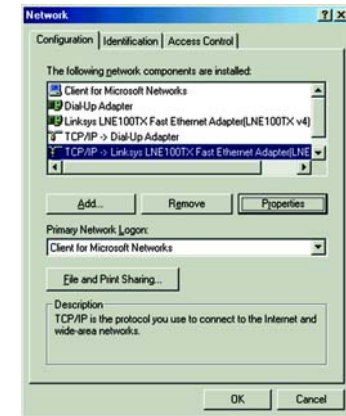 Network
Configuration Identification Access Control
The following network components are installed:
Client for Microsoft Networks
Dial-Up Adapter
Linksys LNE100TX Fast Ethernet Adapter(LNE100TX v4)
TCP/IP -> Dial-Up Adapter
TCP/IP -> Linksys LNE100TX Fast Ethernet Adapter(LNE
Add... Remove Properties
Primary Network Logon:
Client for Microsoft Networks
File and Print Sharing...
Description
TCP/IP is the protocol you use to connect to the Internet and
wide-area networks.
OK Cancel